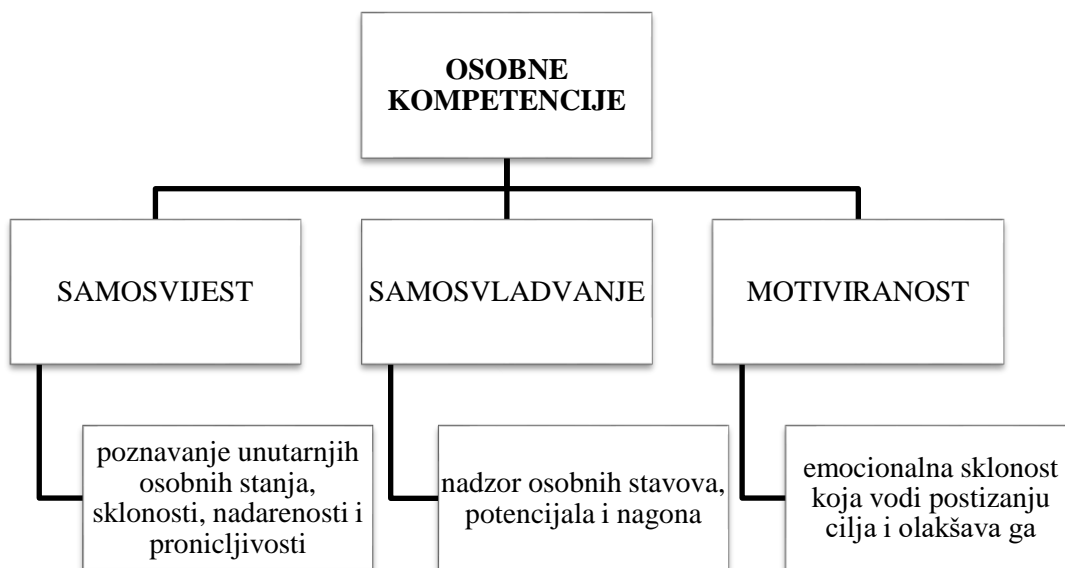 OSOBNE
KOMPETENCIJE
SAMOSVIJEST
SAMOSVLADVANJE
MOTIVIRANOST
poznavanje unutarnjih
osobnih stanja,
sklonosti, nadarenosti i
pronicljivosti
nadzor osobnih stavova,
potencijala i nagona
emocionalna sklonost
koja vodi postizanju
cilja i olakšava ga